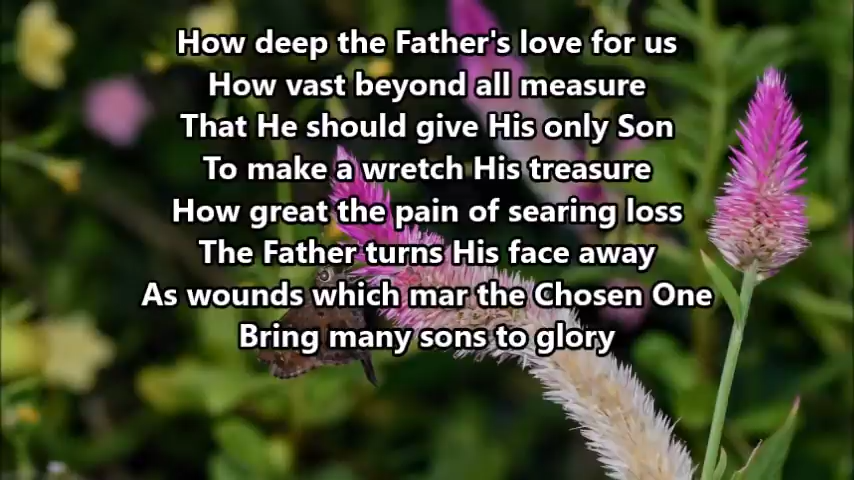 How deep the Father's love for us
How vast beyond all measure
That He should give His only Son
To make a wretch His treasure
How great the pain of searing loss
The Father turns His face away
As wounds which mar the Chosen One
Bring many sons to glory